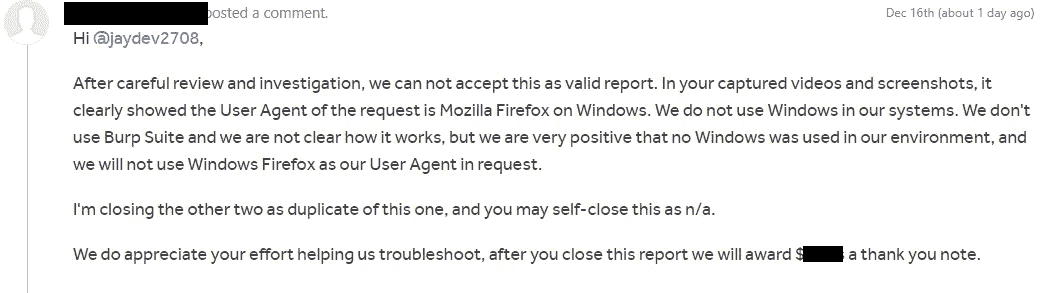 posted a comment.
Dec 16th (about 1 day ago)
Hi @jaydev2708,
After careful review and investigation, we can not accept this as valid report. In your captured videos and screenshots, it
clearly showed the User Agent of the request is Mozilla Firefox on Windows. We do not use Windows in our systems. We don't
use Burp Suite and we are not clear how it works, but we are very positive that no Windows was used in our environment, and
we will not use Windows Firefox as our User Agent in request.
I'm closing the other two as duplicate of this one, and you may self-close this as n/a.
We do appreciate your effort helping us troubleshoot, after you close this report we will award $ a thank you note.